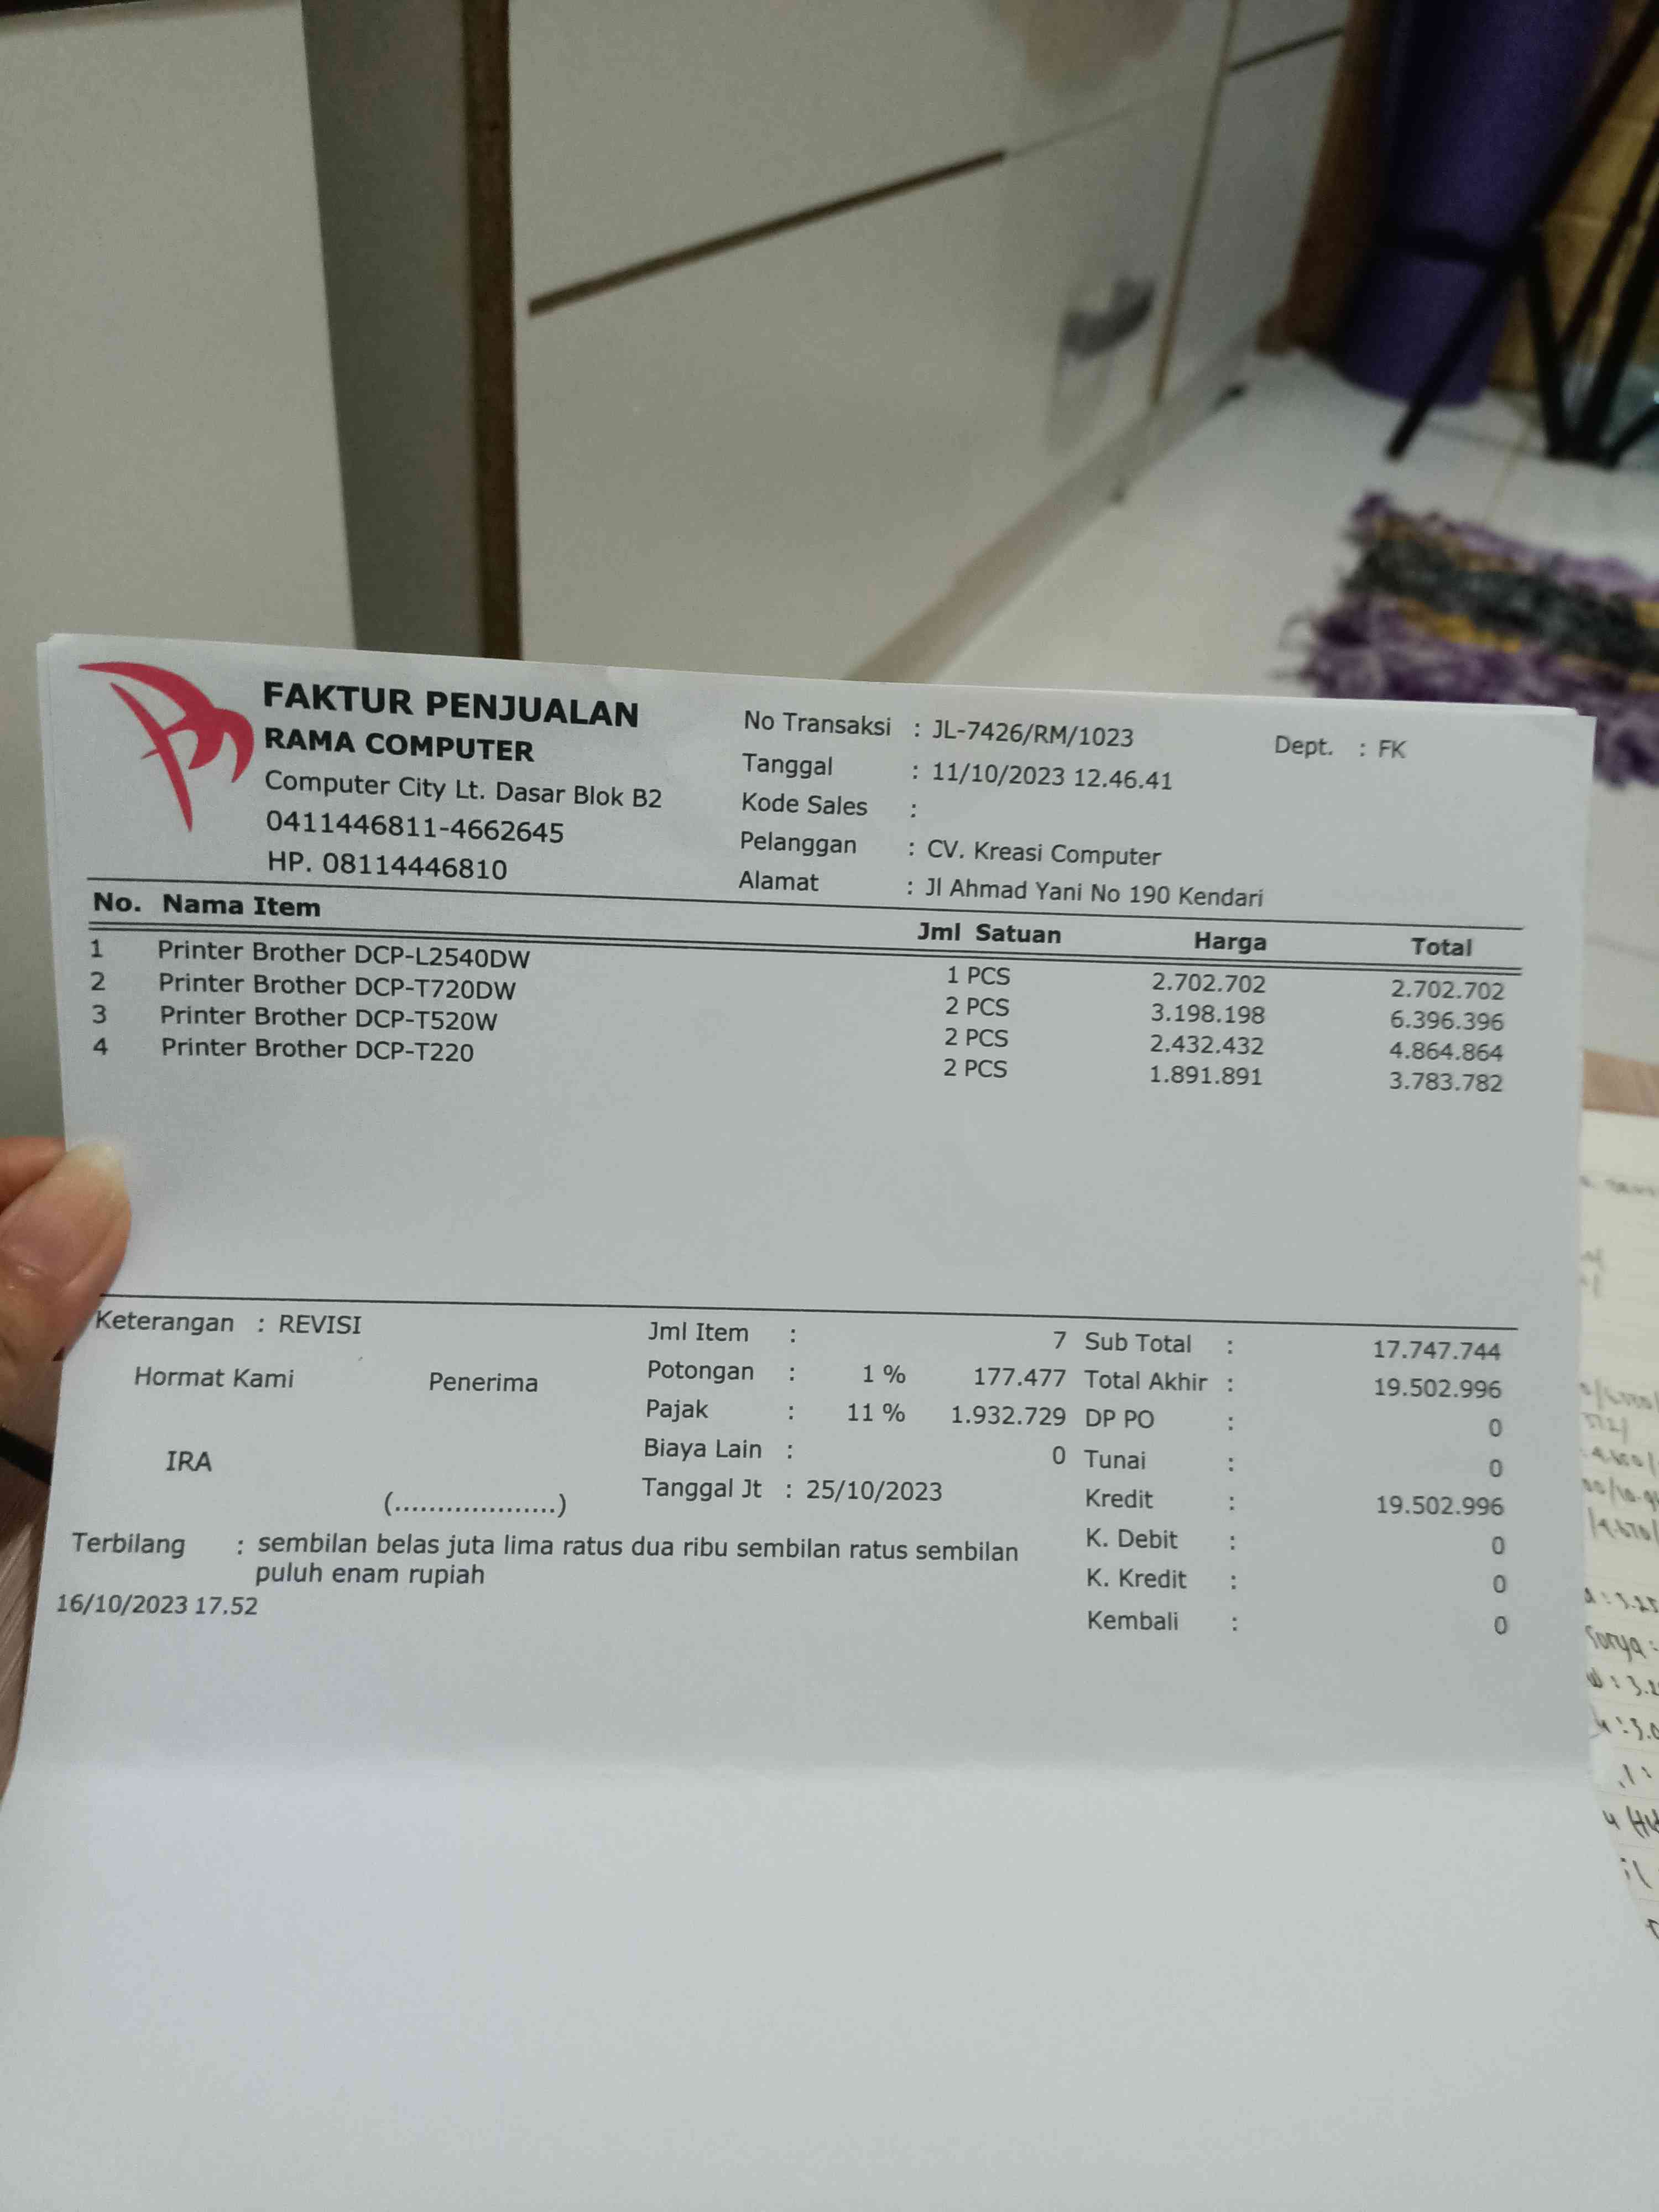 FAKTUR PENJUALAN
RAMA COMPUTER
Computer City Lt. Dasar Blok B2
0411446811-4662645
HP. 08114446810
No Transaksi : JL-7426/RM/1023
Dept. : FK
Tanggal : 11/10/2023 12.46.41
Kode Sales :
Pelanggan : CV. Kreasi Computer
Alamat : Jl Ahmad Yani No 190 Kendari
No. Nama Item Jml Satuan Harga Total
1 Printer Brother DCP-L2540DW 1 PCS 2.702.702 2.702.702
2 Printer Brother DCP-T720DW 2 PCS 3.198.198 6.396.396
3 Printer Brother DCP-T520W 2 PCS 2.432.432 4.864.864
4 Printer Brother DCP-T220 2 PCS 1.891.891 3.783.782
Keterangan : REVISI
Hormat Kami Penerima
IRA
(...................)
Jml Item : 7 Sub Total : 17.747.744
Potongan : 1 % 177.477 Total Akhir : 19.502.996
Pajak : 11 % 1.932.729 DP PO : 0
Biaya Lain : 0 Tunai : 0
Tanggal Jt : 25/10/2023 Kredit : 19.502.996
K. Debit : 0
K. Kredit : 0
Kembali : 0
Terbilang : sembilan belas juta lima ratus dua ribu sembilan ratus sembilan
puluh enam rupiah
16/10/2023 17.52
Surya :